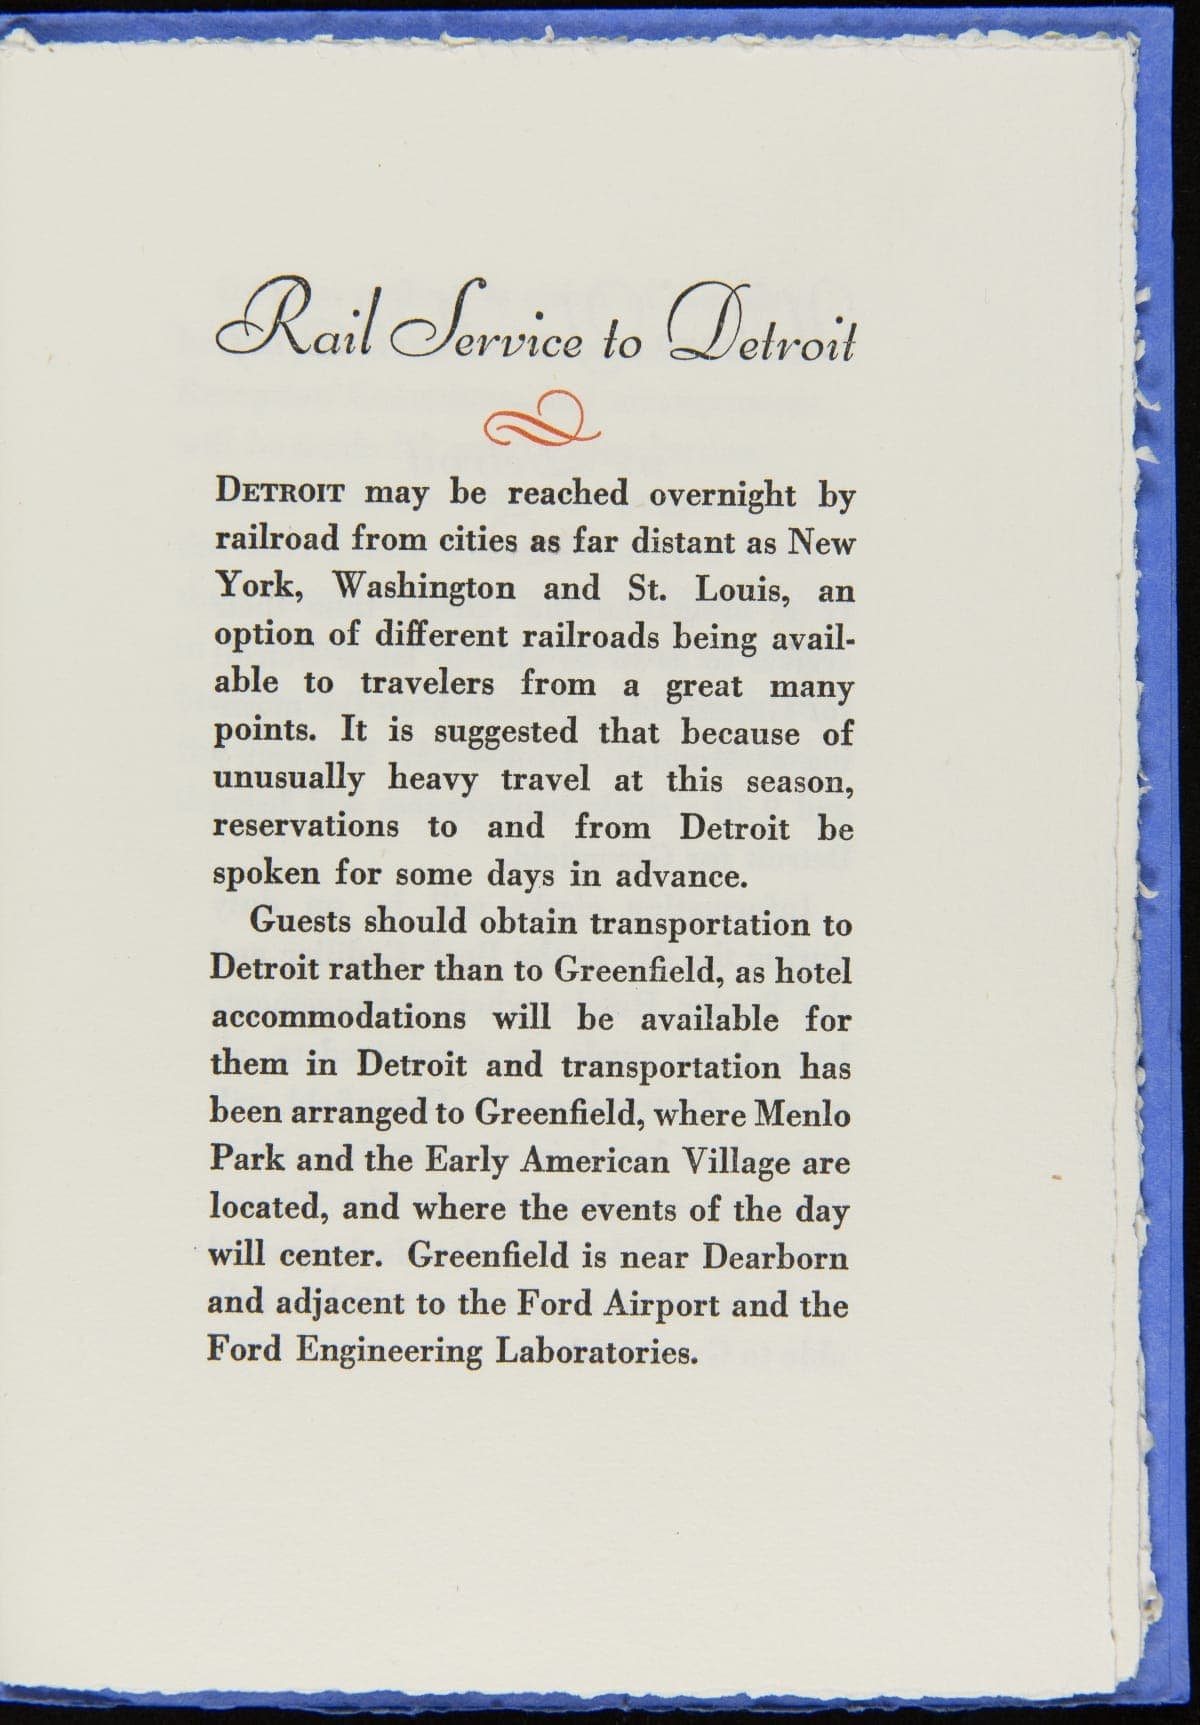 Rail Service to Detroit
DETROIT may be reached overnight by
railroad from cities as far distant as New
York, Washington and St. Louis, an
option of different railroads being avail-
able to travelers from a great many
points. It is suggested that because of
unusually heavy travel at this season,
reservations to and from Detroit be
spoken for some days in advance.
Guests should obtain transportation to
Detroit rather than to Greenfield, as hotel
accommodations will be available for
them in Detroit and transportation has
been arranged to Greenfield, where Menlo
Park and the Early American Village are
located, and where the events of the day
will center. Greenfield is near Dearborn
and adjacent to the Ford Airport and the
Ford Engineering Laboratories.